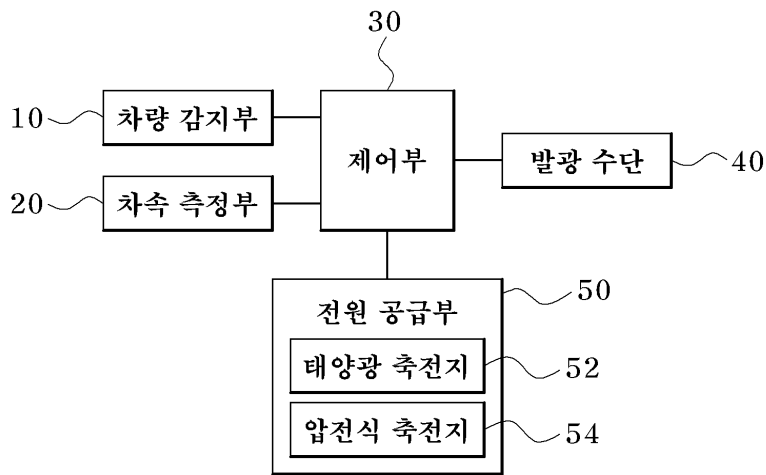 30
10
차량 감지부
제어부
발광 수단
40
20
차속 측정부
50
전원 공급부
태양광 축전지
52
압전식 축전지
54